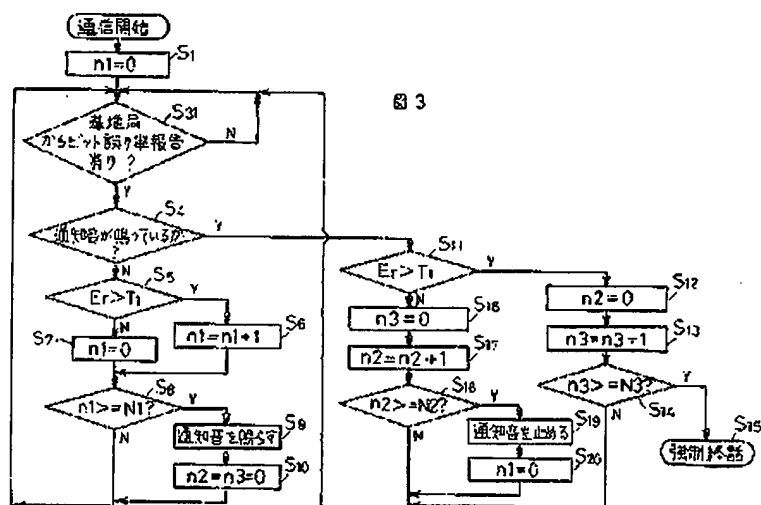 通信開始
n1=0
S1
図3
基地局
からビット誤り率報告
有り?
S31
N
Y
通知音が鳴っているか
?
S4
Y
N
Er>T1
S5
Y
N
n1=n1+1
S6
n1=0
S7
n1>=N1?
S8
Y
N
通知音を鳴らす
S9
n2=n3=0
S10
Er>T1
S11
Y
N
n3=0
S16
n2=n2+1
S17
n2>=N2?
S18
Y
N
通知音を止める
S19
n1=0
S20
n2=0
S12
S13
n3>=N3?
S14
Y
N
強制終話
S15